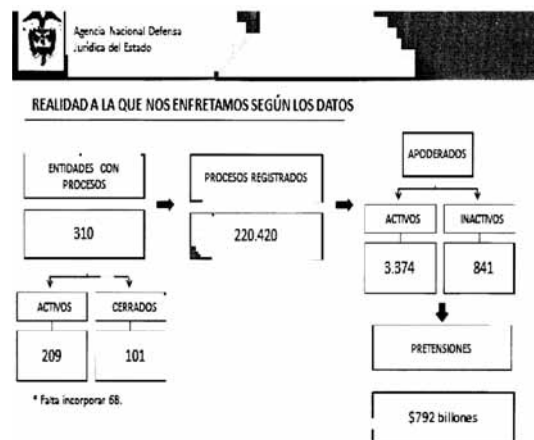 Agencia Nacional Defensa
Jurídica del Estado
REALIDAD A LA QUE NOS ENFRETAMOS SEGÚN LOS DATOS
ENTIDADES CON
PROCESOS
310
ACTIVOS
209
CERRADOS
101
* Falta incorporar 68.
PROCESOS REGISTRADOS
220.420
APODERADOS
ACTIVOS
3.374
INACTIVOS
841
PRETENSIONES
$792 billones